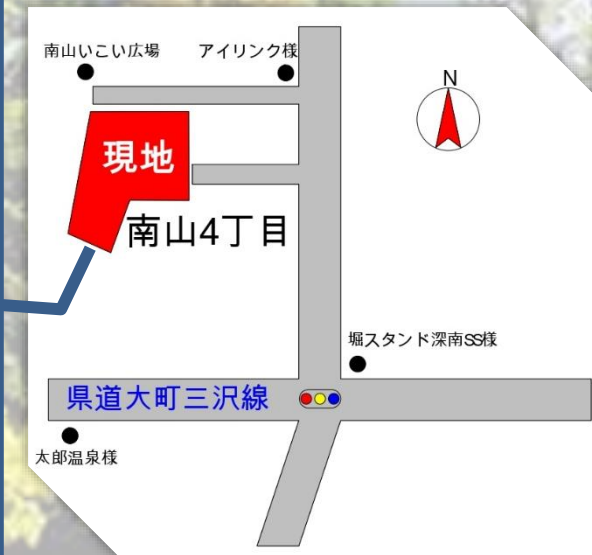 南山いこい広場
アイリンク様
N
現地
南山4丁目
堀スタンド深南SS様
県道大町三沢線
太郎温泉様